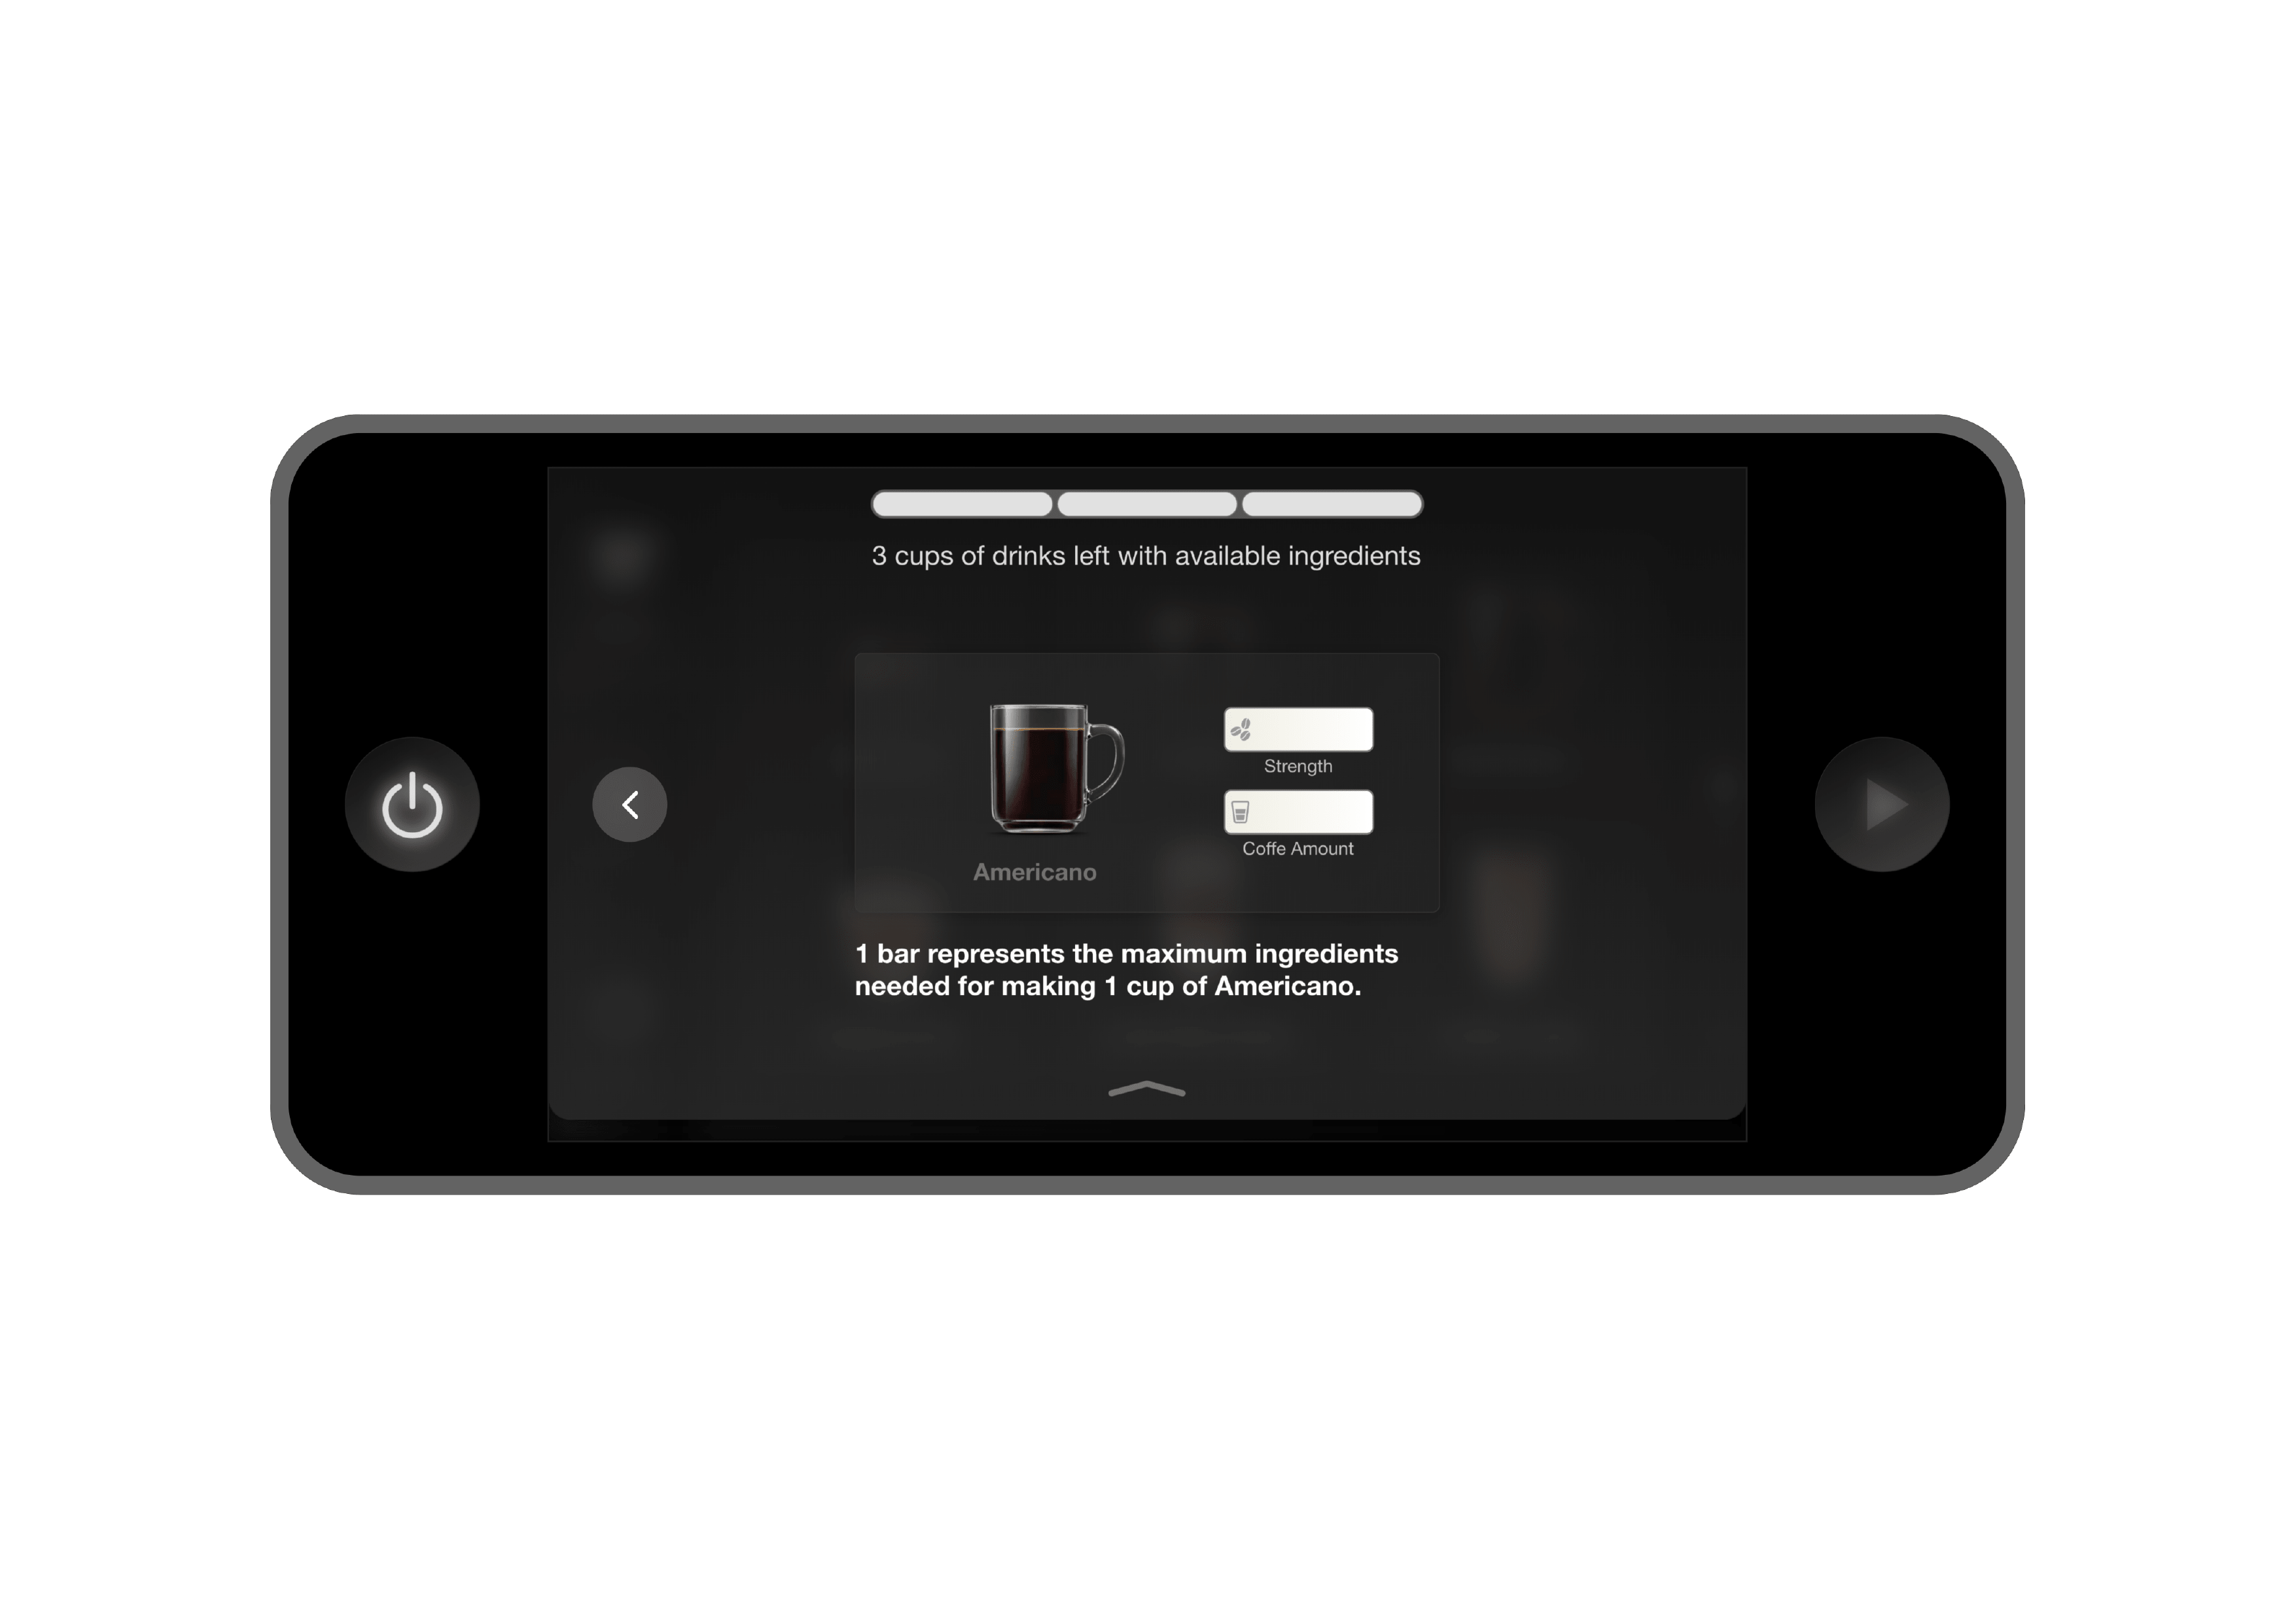 3 cups of drinks left with available ingredients
Strength
Coffe Amount
Americano
1 bar represents the maximum ingredients
needed for making 1 cup of Americano.